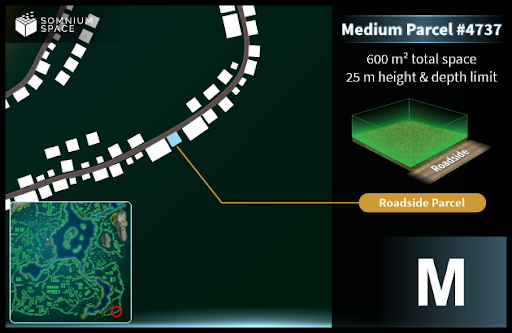 SOMNIUM
SPACE
Medium Parcel #4737
600 m² total space
25 m height & depth limit
Roadside
Roadside Parcel
M